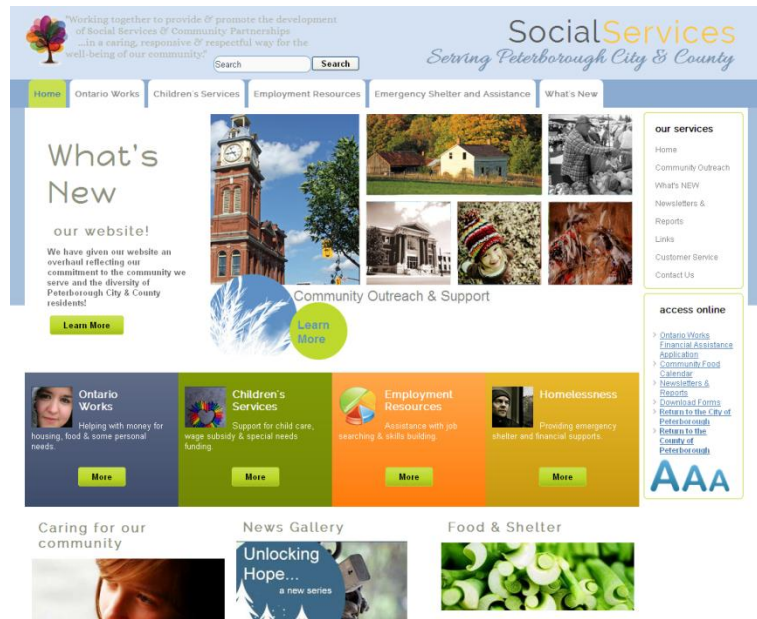 "Working together to provide & promote the development
of Social Services & Community Partnerships
...in a caring, responsive & respectful way for the
well-being of our community."
Search
Search
SocialServices
Serving Peterborough City & County
Home
Ontario Works
Children's Services
Employment Resources
Emergency Shelter and Assistance
What's New
What's
New
our website!
We have given our website an
overhaul reflecting our
commitment to the community we
serve and the diversity of
Peterborough City & County
residents!
Learn More
Community Outreach & Support
Learn
More
our services
Home
Community Outreach
What's NEW
Newsletters &
Reports
Links
Customer Service
Contact Us
access online
> Ontario Works
Financial Assistance
Application
> Community Food
Calendar
> Newsletters &
Reports
> Download Forms
> Return to the City of
Peterborough
> Return to the
County of
Peterborough
AAA
Ontario
Works
Helping with money for
housing, food & some personal
needs.
More
Children's
Services
Support for child care,
wage subsidy & special needs
funding.
More
Employment
Resources
Assistance with job
searching & skills building.
More
Homelessness
Providing emergency
shelter and financial supports.
More
Caring for our
community
News Gallery
Unlocking
Hope...
a new series
Food & Shelter